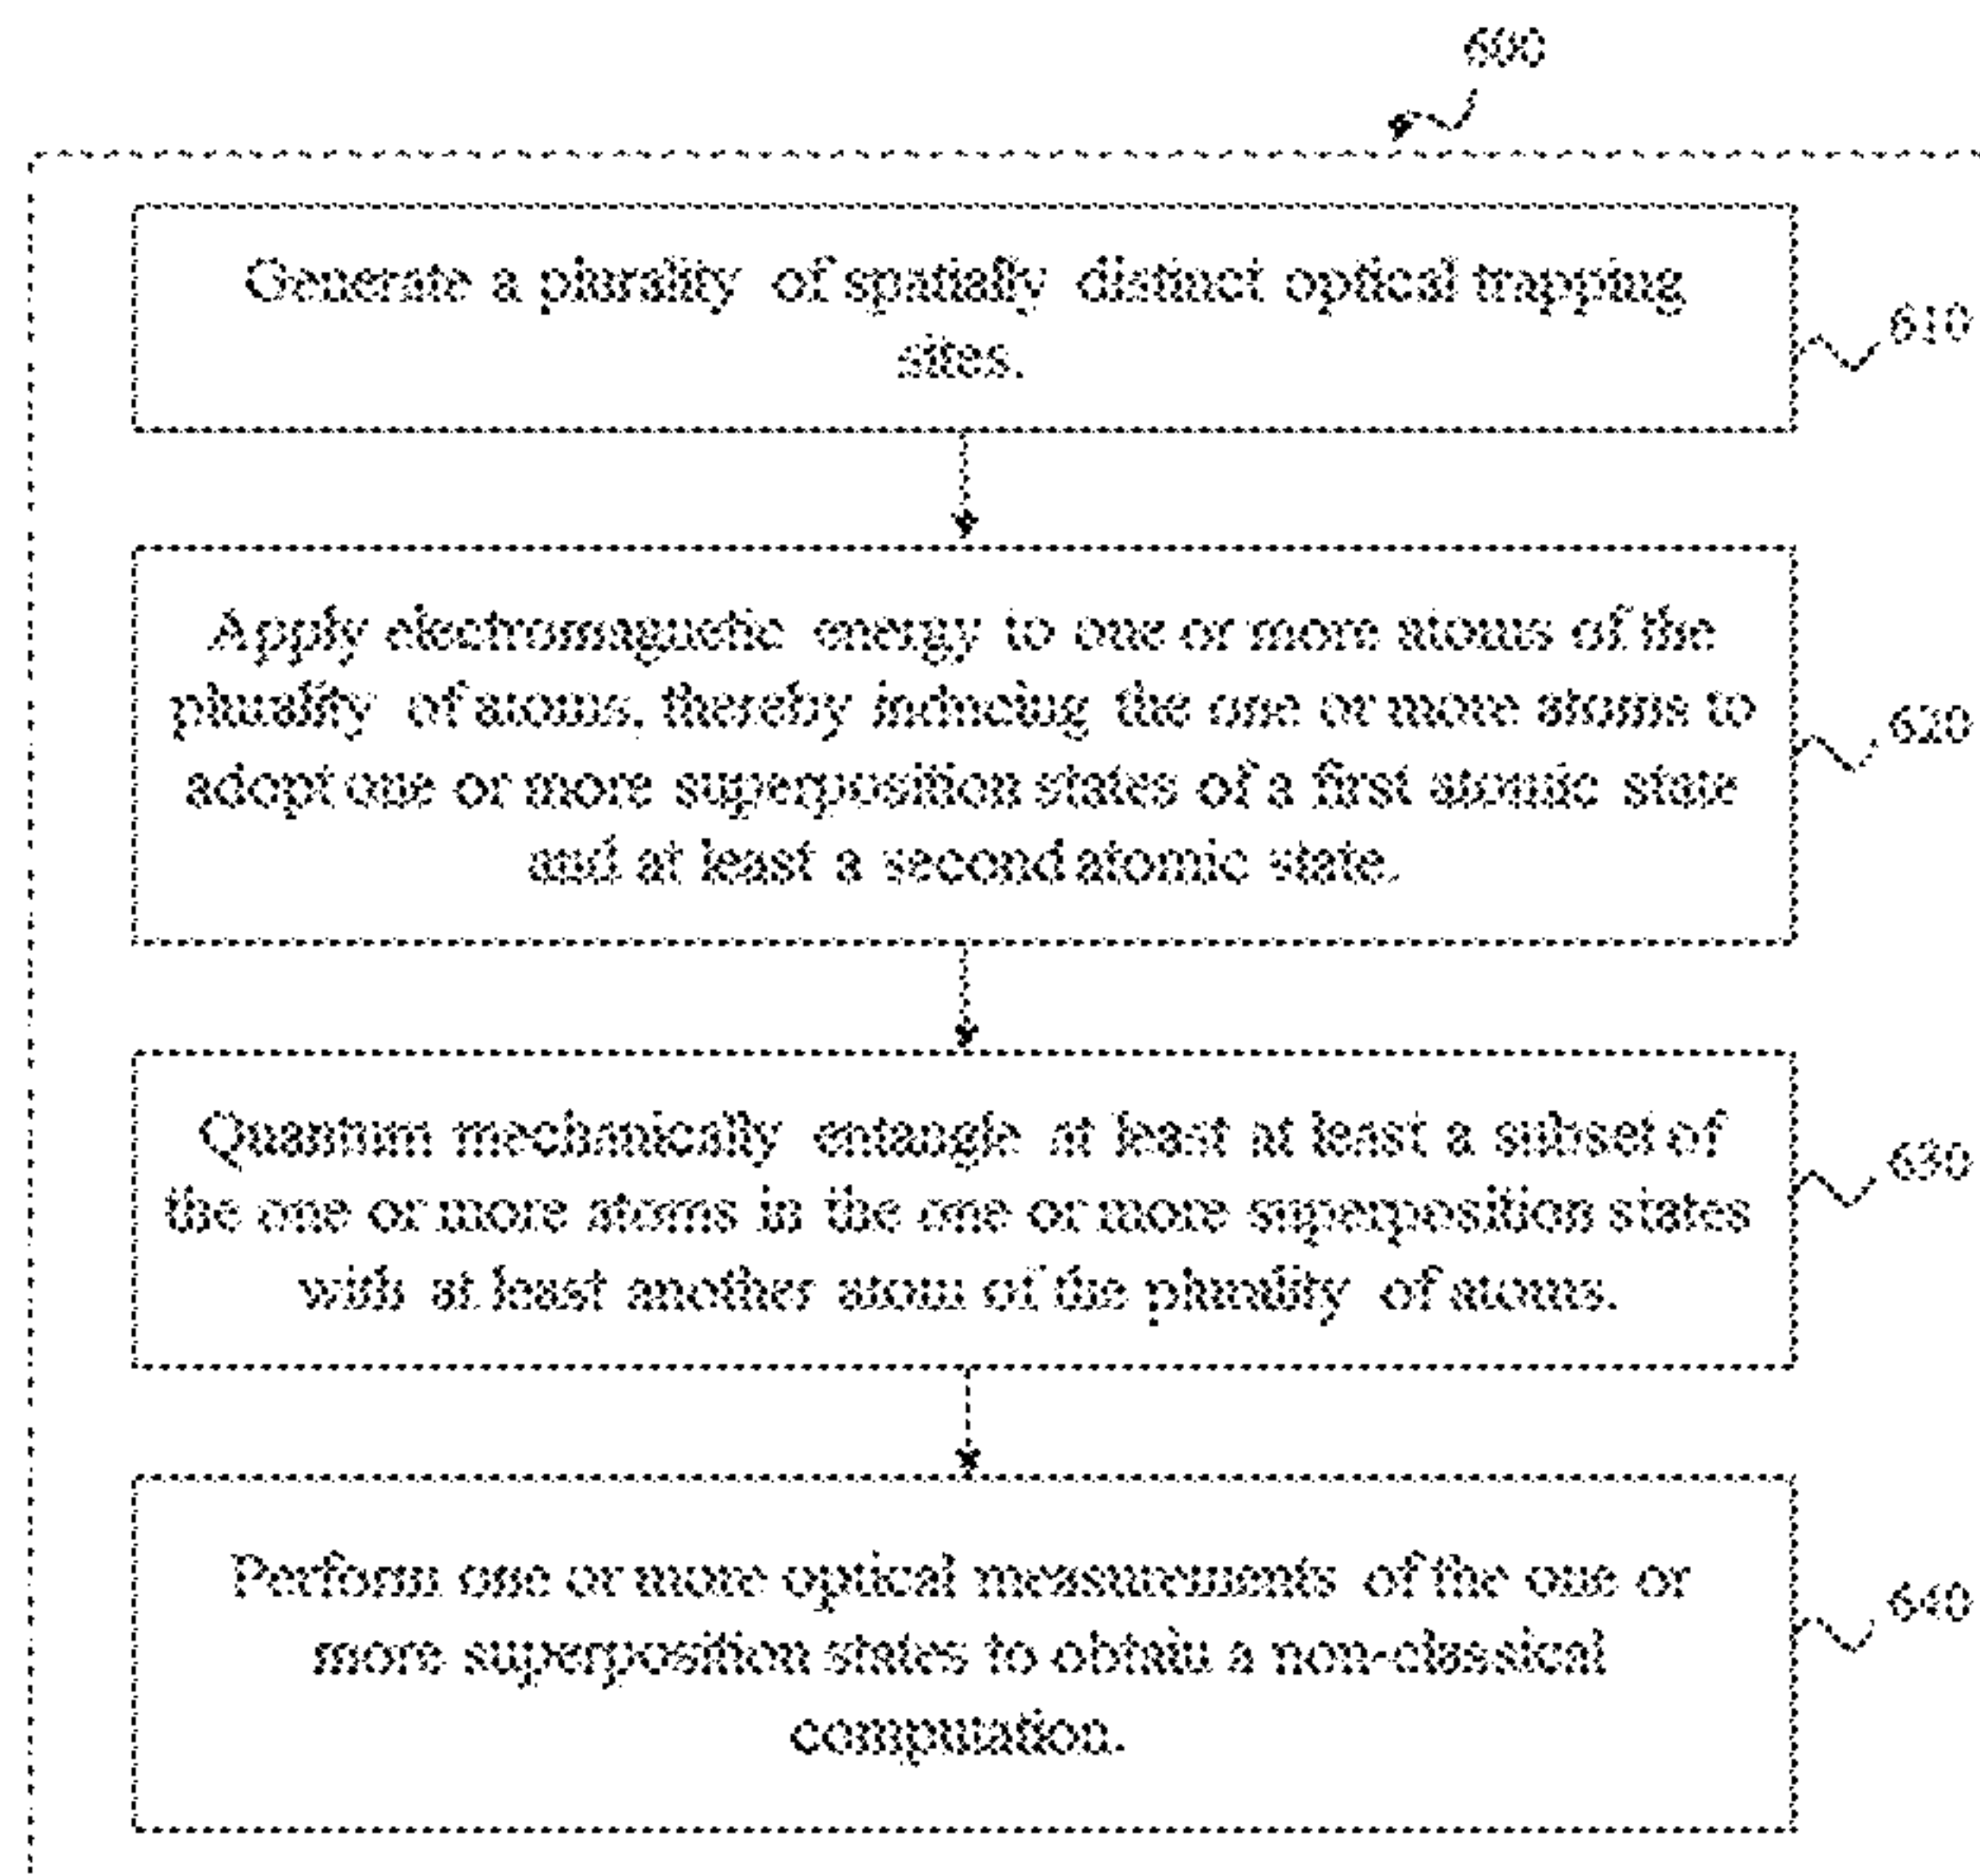 600
Generate a plurality of spatially distinct optical trapping
sites.
610
Apply electromagnetic energy to one or more atoms of the
plurality of atoms, thereby inducing the one or more atoms to
adopt one or more superposition states of a first atomic state
and at least a second atomic state.
620
Quantum mechanically entangle at least at least a subset of
the one or more atoms in the one or more superposition states
with at least another atom of the plurality of atoms.
630
Perform one or more optical measurements of the one or
more superposition states to obtain a non-classical
computation.
640